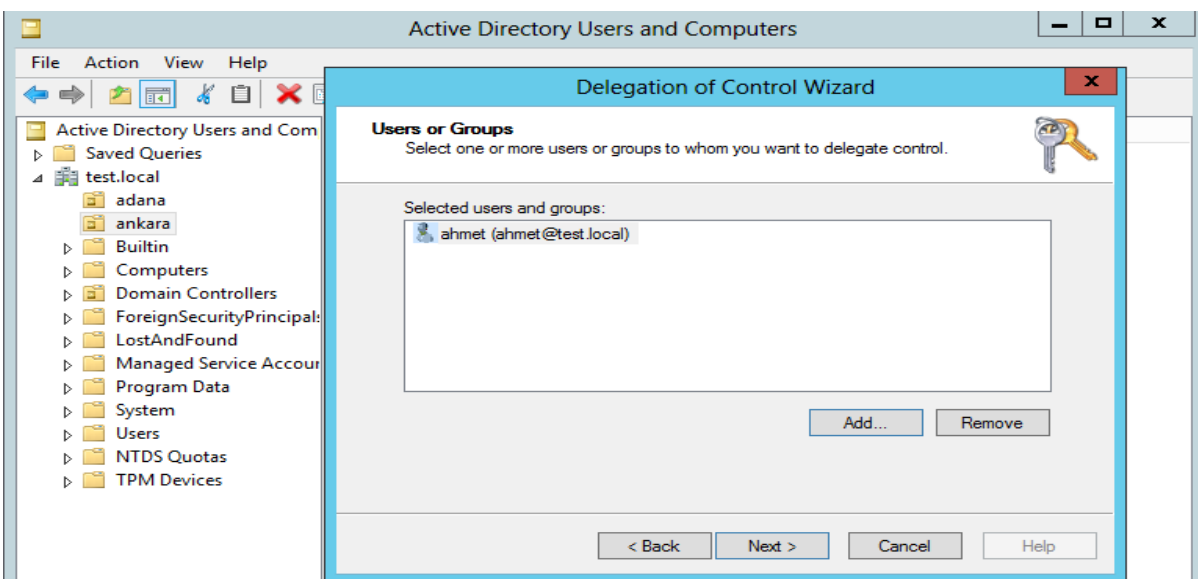 Active Directory Users and Computers
File Action View Help
Active Directory Users and Com
Saved Queries
test.local
adana
ankara
Builtin
Computers
Domain Controllers
ForeignSecurityPrincipals
LostAndFound
Managed Service Accoun
Program Data
System
Users
NTDS Quotas
TPM Devices
Delegation of Control Wizard
Users or Groups
Select one or more users or groups to whom you want to delegate control.
Selected users and groups:
ahmet (ahmet@test.local)
Add... Remove
< Back Next > Cancel Help